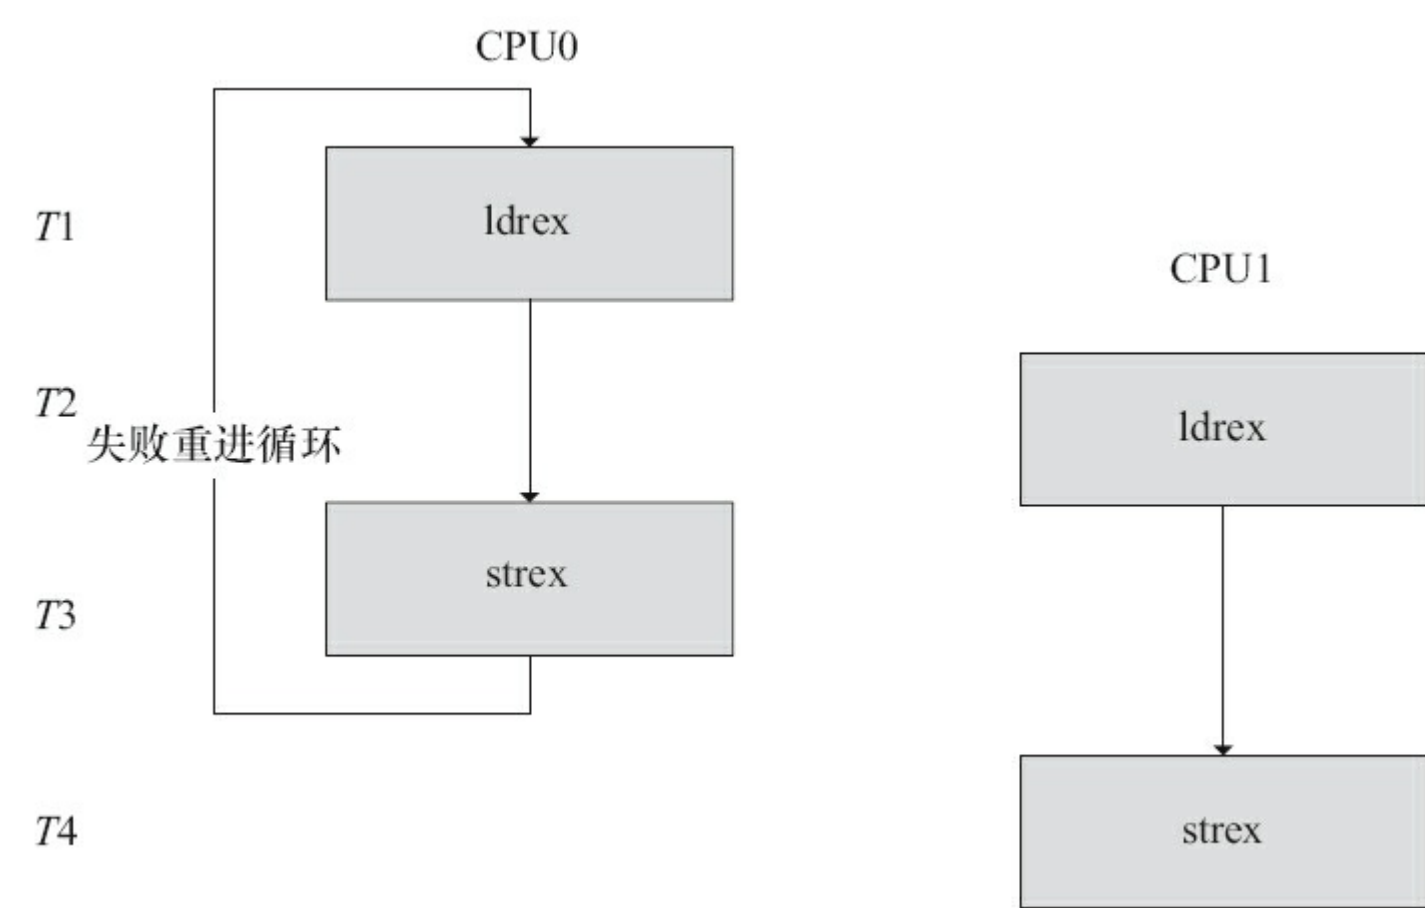 CPU0
T1
ldrex
CPU1
T2
ldrex
失败重进循环
strex
T3
T4
strex